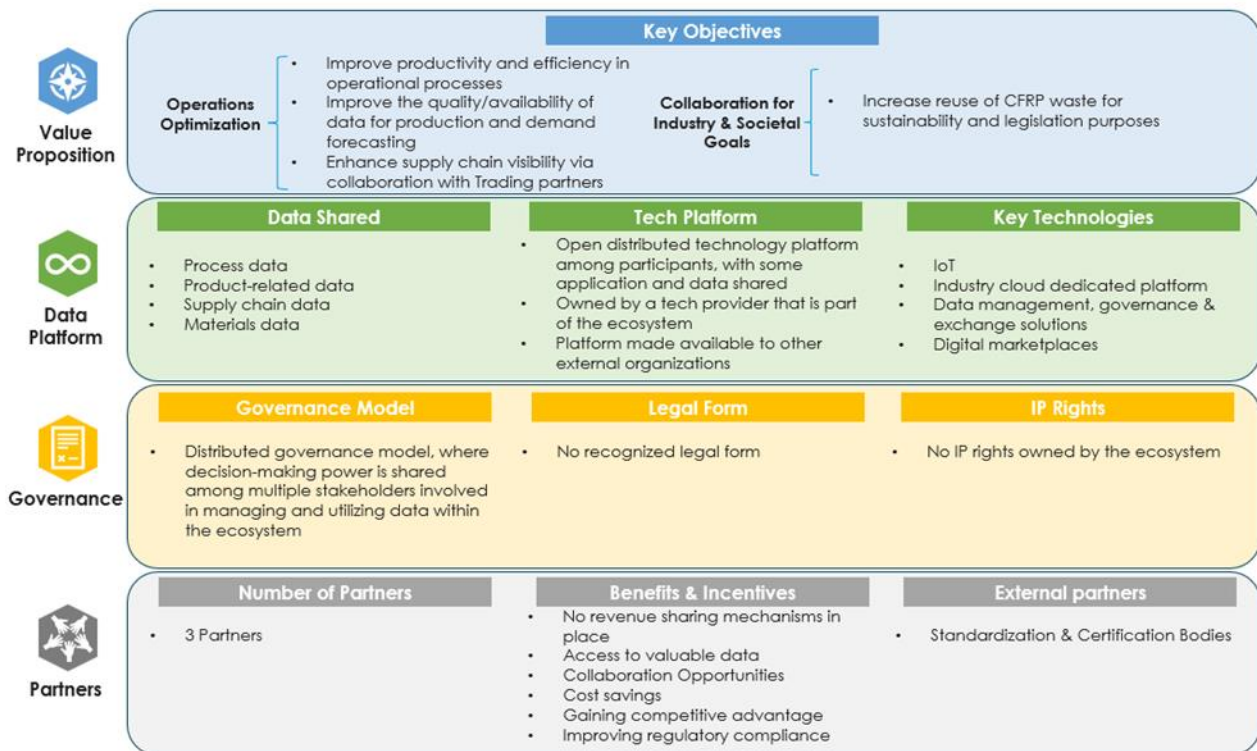 Key Objectives
Value
Proposition
Operations
Optimization
• Improve productivity and efficiency in
operational processes
• Improve the quality/availability of
data for production and demand
forecasting
• Enhance supply chain visibility via
collaboration with Trading partners
Collaboration for
Industry & Societal
Goals
• Increase reuse of CFRP waste for
sustainability and legislation purposes
Data
Platform
Data Shared
• Process data
• Product-related data
• Supply chain data
• Materials data
Tech Platform
• Open distributed technology platform
among participants, with some
application and data shared
• Owned by a tech provider that is part
of the ecosystem
• Platform made available to other
external organizations
Key Technologies
• IoT
• Industry cloud dedicated platform
• Data management, governance &
exchange solutions
• Digital marketplaces
Governance
Governance Model
• Distributed governance model, where
decision-making power is shared
among multiple stakeholders involved
in managing and utilizing data within
the ecosystem
Legal Form
• No recognized legal form
IP Rights
• No IP rights owned by the ecosystem
Partners
Number of Partners
• 3 Partners
Benefits & Incentives
• No revenue sharing mechanisms in
place
• Access to valuable data
• Collaboration Opportunities
• Cost savings
• Gaining competitive advantage
• Improving regulatory compliance
External partners
• Standardization & Certification Bodies